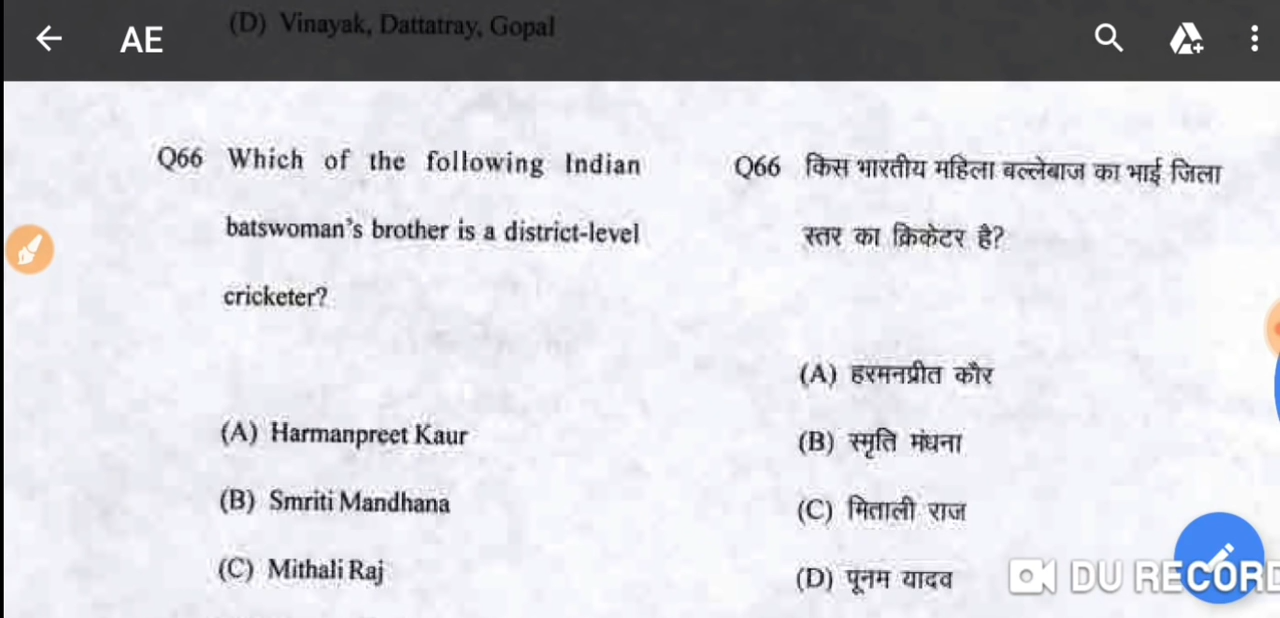 (D) Vinayak, Dattatray, Gopal
AE
Q66 Which of the following Indian
batswoman's brother is a district-level
cricketer?
(A) Harmanpreet Kaur
(B) Smriti Mandhana
(C) Mithali Raj
Q66 किस भारतीय महिला बल्लेबाज का भाई जिला
स्तर का क्रिकेटर है?
(A) हरमनप्रीत कौर
(B) स्मृति मंधना
(C) मिताली राज
(D) पूनम यादव
DU RECORD